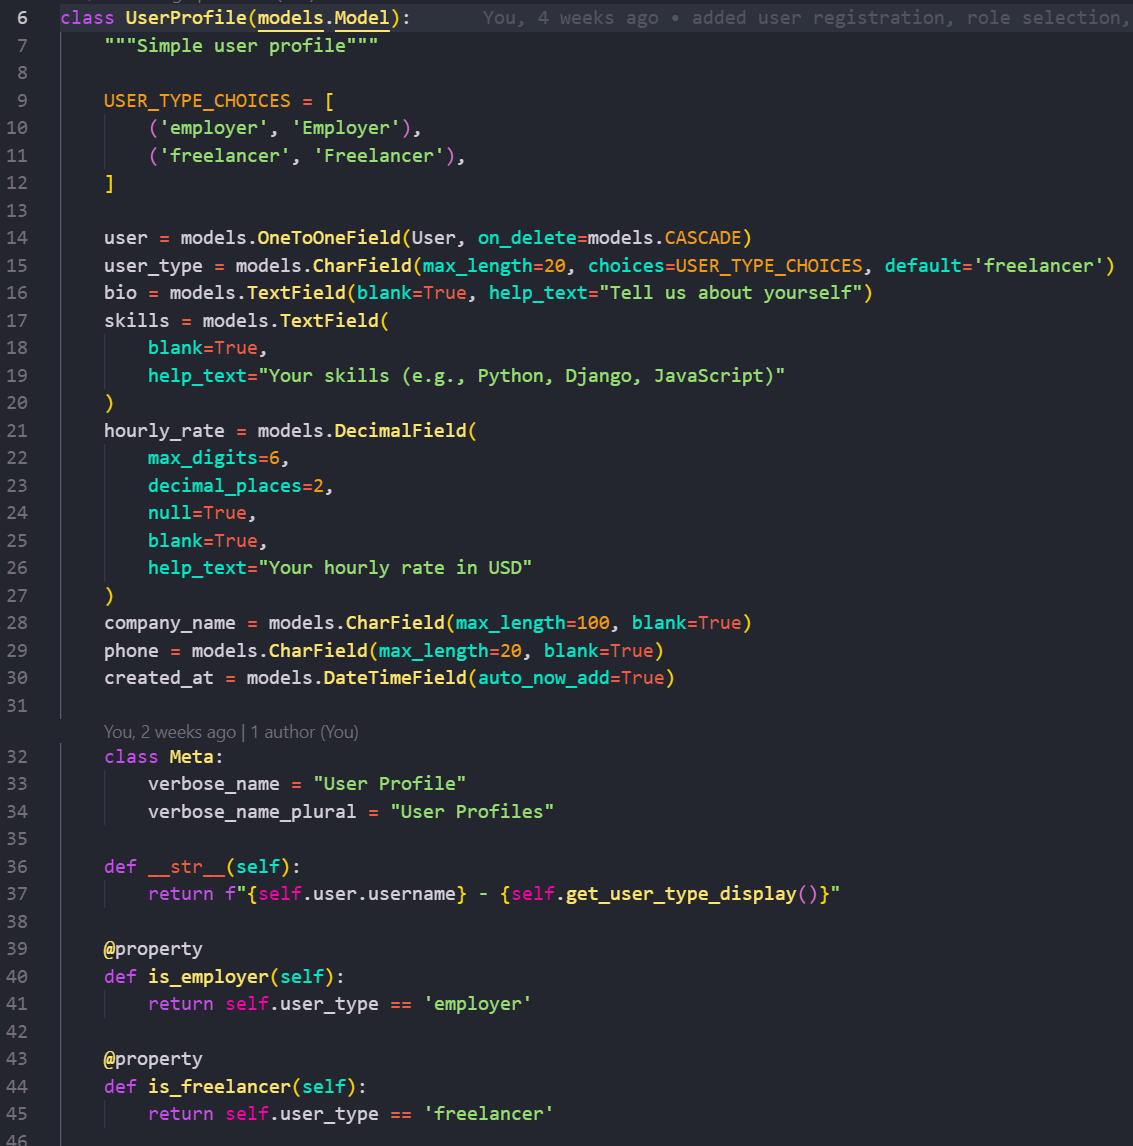 6 class UserProfile(models.Model): You, 4 weeks ago • added user registration, role selection,
7 """Simple user profile"""
8
9 USER_TYPE_CHOICES = [
10 ('employer', 'Employer'),
11 ('freelancer', 'Freelancer'),
12 ]
13
14 user = models.OneToOneField(User, on_delete=models.CASCADE)
15 user_type = models.CharField(max_length=20, choices=USER_TYPE_CHOICES, default='freelancer')
16 bio = models.TextField(blank=True, help_text="Tell us about yourself")
17 skills = models.TextField(
18 blank=True,
19 help_text="Your skills (e.g., Python, Django, JavaScript)"
20 )
21 hourly_rate = models.DecimalField(
22 max_digits=6,
23 decimal_places=2,
24 null=True,
25 blank=True,
26 help_text="Your hourly rate in USD"
27 )
28 company_name = models.CharField(max_length=100, blank=True)
29 phone = models.CharField(max_length=20, blank=True)
30 created_at = models.DateTimeField(auto_now_add=True)
31
You, 2 weeks ago | 1 author (You)
32 class Meta:
33 verbose_name = "User Profile"
34 verbose_name_plural = "User Profiles"
35
36 def __str__(self):
37 return f"{self.user.username} - {self.get_user_type_display()}"
38
39 @property
40 def is_employer(self):
41 return self.user_type == 'employer'
42
43 @property
44 def is_freelancer(self):
45 return self.user_type == 'freelancer'
46